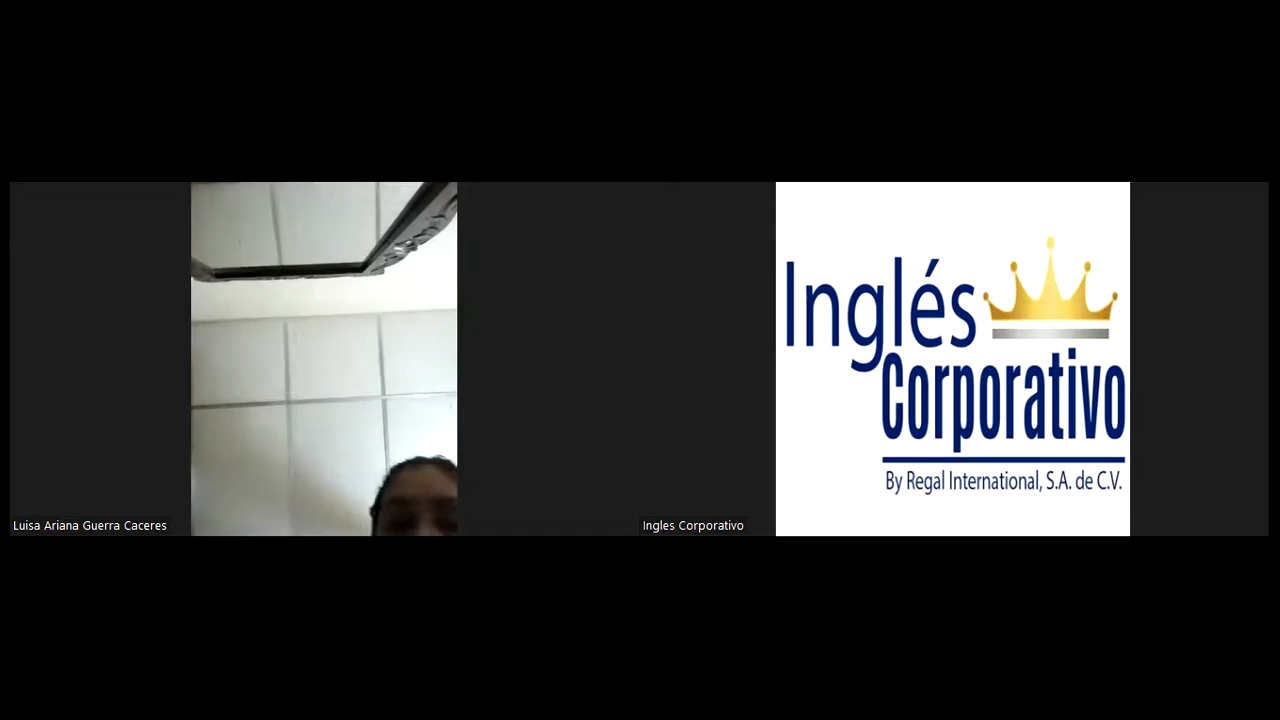 Inglés
Corporativo
By Regal International, S.A. de C.V.
Luisa Ariana Guerra Caceres
Ingles Corporativo